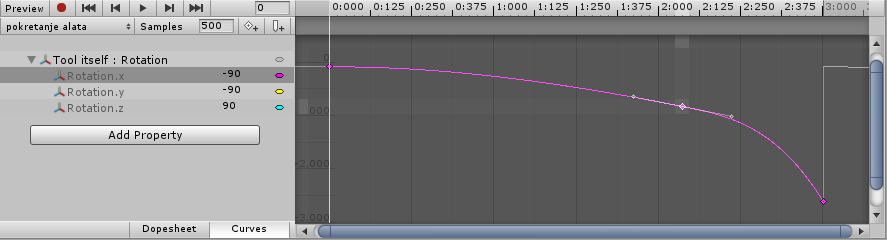 Preview 0 0:000 0:125 0:250 0:375 1:000 1:125 1:250 1:375 2:000 2:125 2:250 2:375 3:000
pokretanje alata Samples 500
Tool itself : Rotation
Rotation.x -90
Rotation.y -90
Rotation.z 90
Add Property
0
000
-2,000
-3,000
Dopesheet Curves